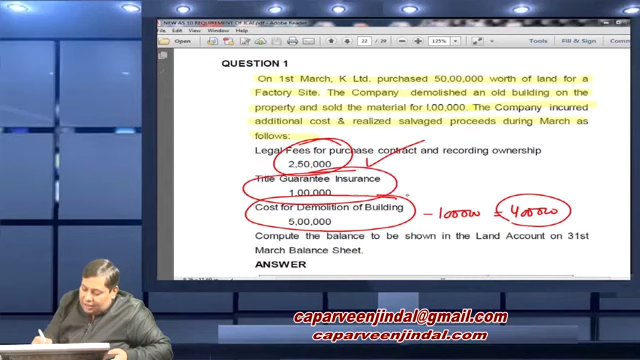 NEW AS 10 REQUIREMENT OF ICAI.pdf - Adobe Reader
File Edit View Window Help
Open
22 / 39
125%
Tools Fill & Sign Comment
QUESTION 1
On 1st March, K Ltd. purchased 50,00,000 worth of land for a
Factory Site. The Company demolished an old building on the
property and sold the material for 1,00,000. The Company incurred
additional cost & realized salvaged proceeds during March as
follows:
Legal Fees for purchase contract and recording ownership
2,50,000
Title Guarantee Insurance
1,00,000
Cost for Demolition of Building
5,00,000
- 100000 = 400000
Compute the balance to be shown in the Land Account on 31st
March Balance Sheet.
ANSWER
caparveenjindal@gmail.com
caparveenjindal.com